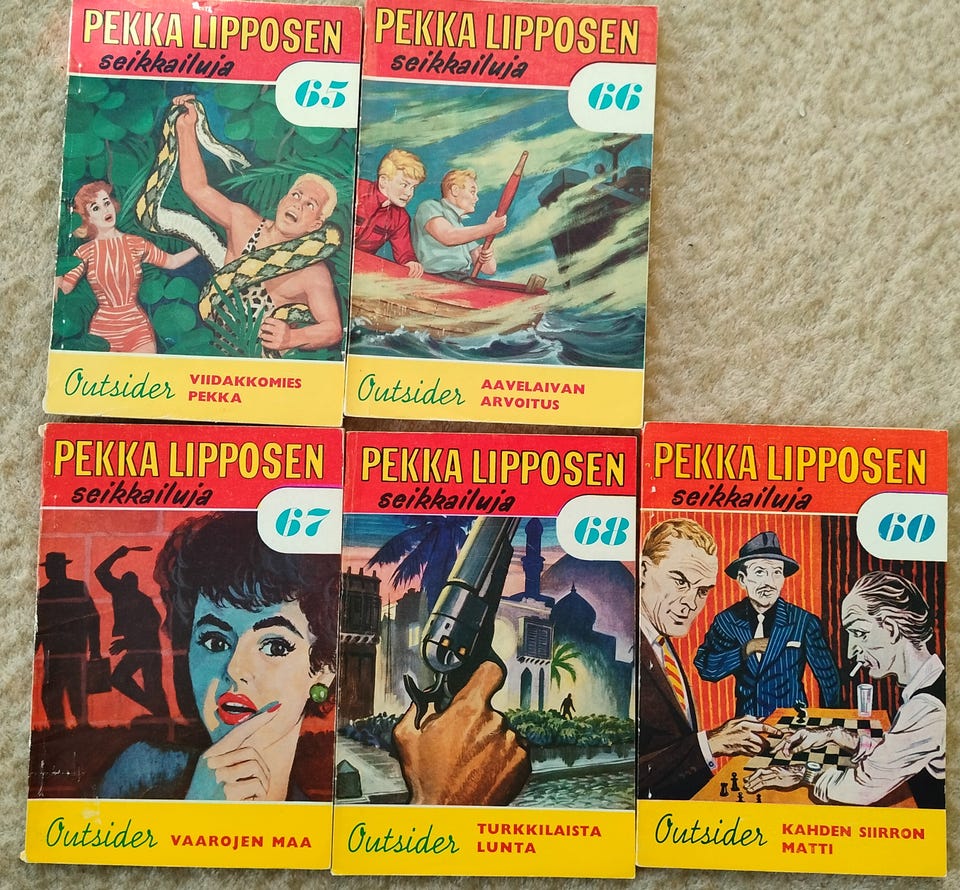 PEKKA LIPPOSEN
seikkailuja
65
Outsider
VIIDAKKOMIES
PEKKA
PEKKA LIPPOSEN
seikkailuja
66
Outsider
AAVELAIVAN
ARVOITUS
PEKKA LIPPOSEN
seikkailuja
67
Outsider
VAAROJEN MAA
PEKKA LIPPOSEN
seikkailuja
68
Outsider
TURKKILAISTA
LUNTA
PEKKA LIPPOSEN
seikkailuja
60
Outsider
KAHDEN SIIRRON
MATTI